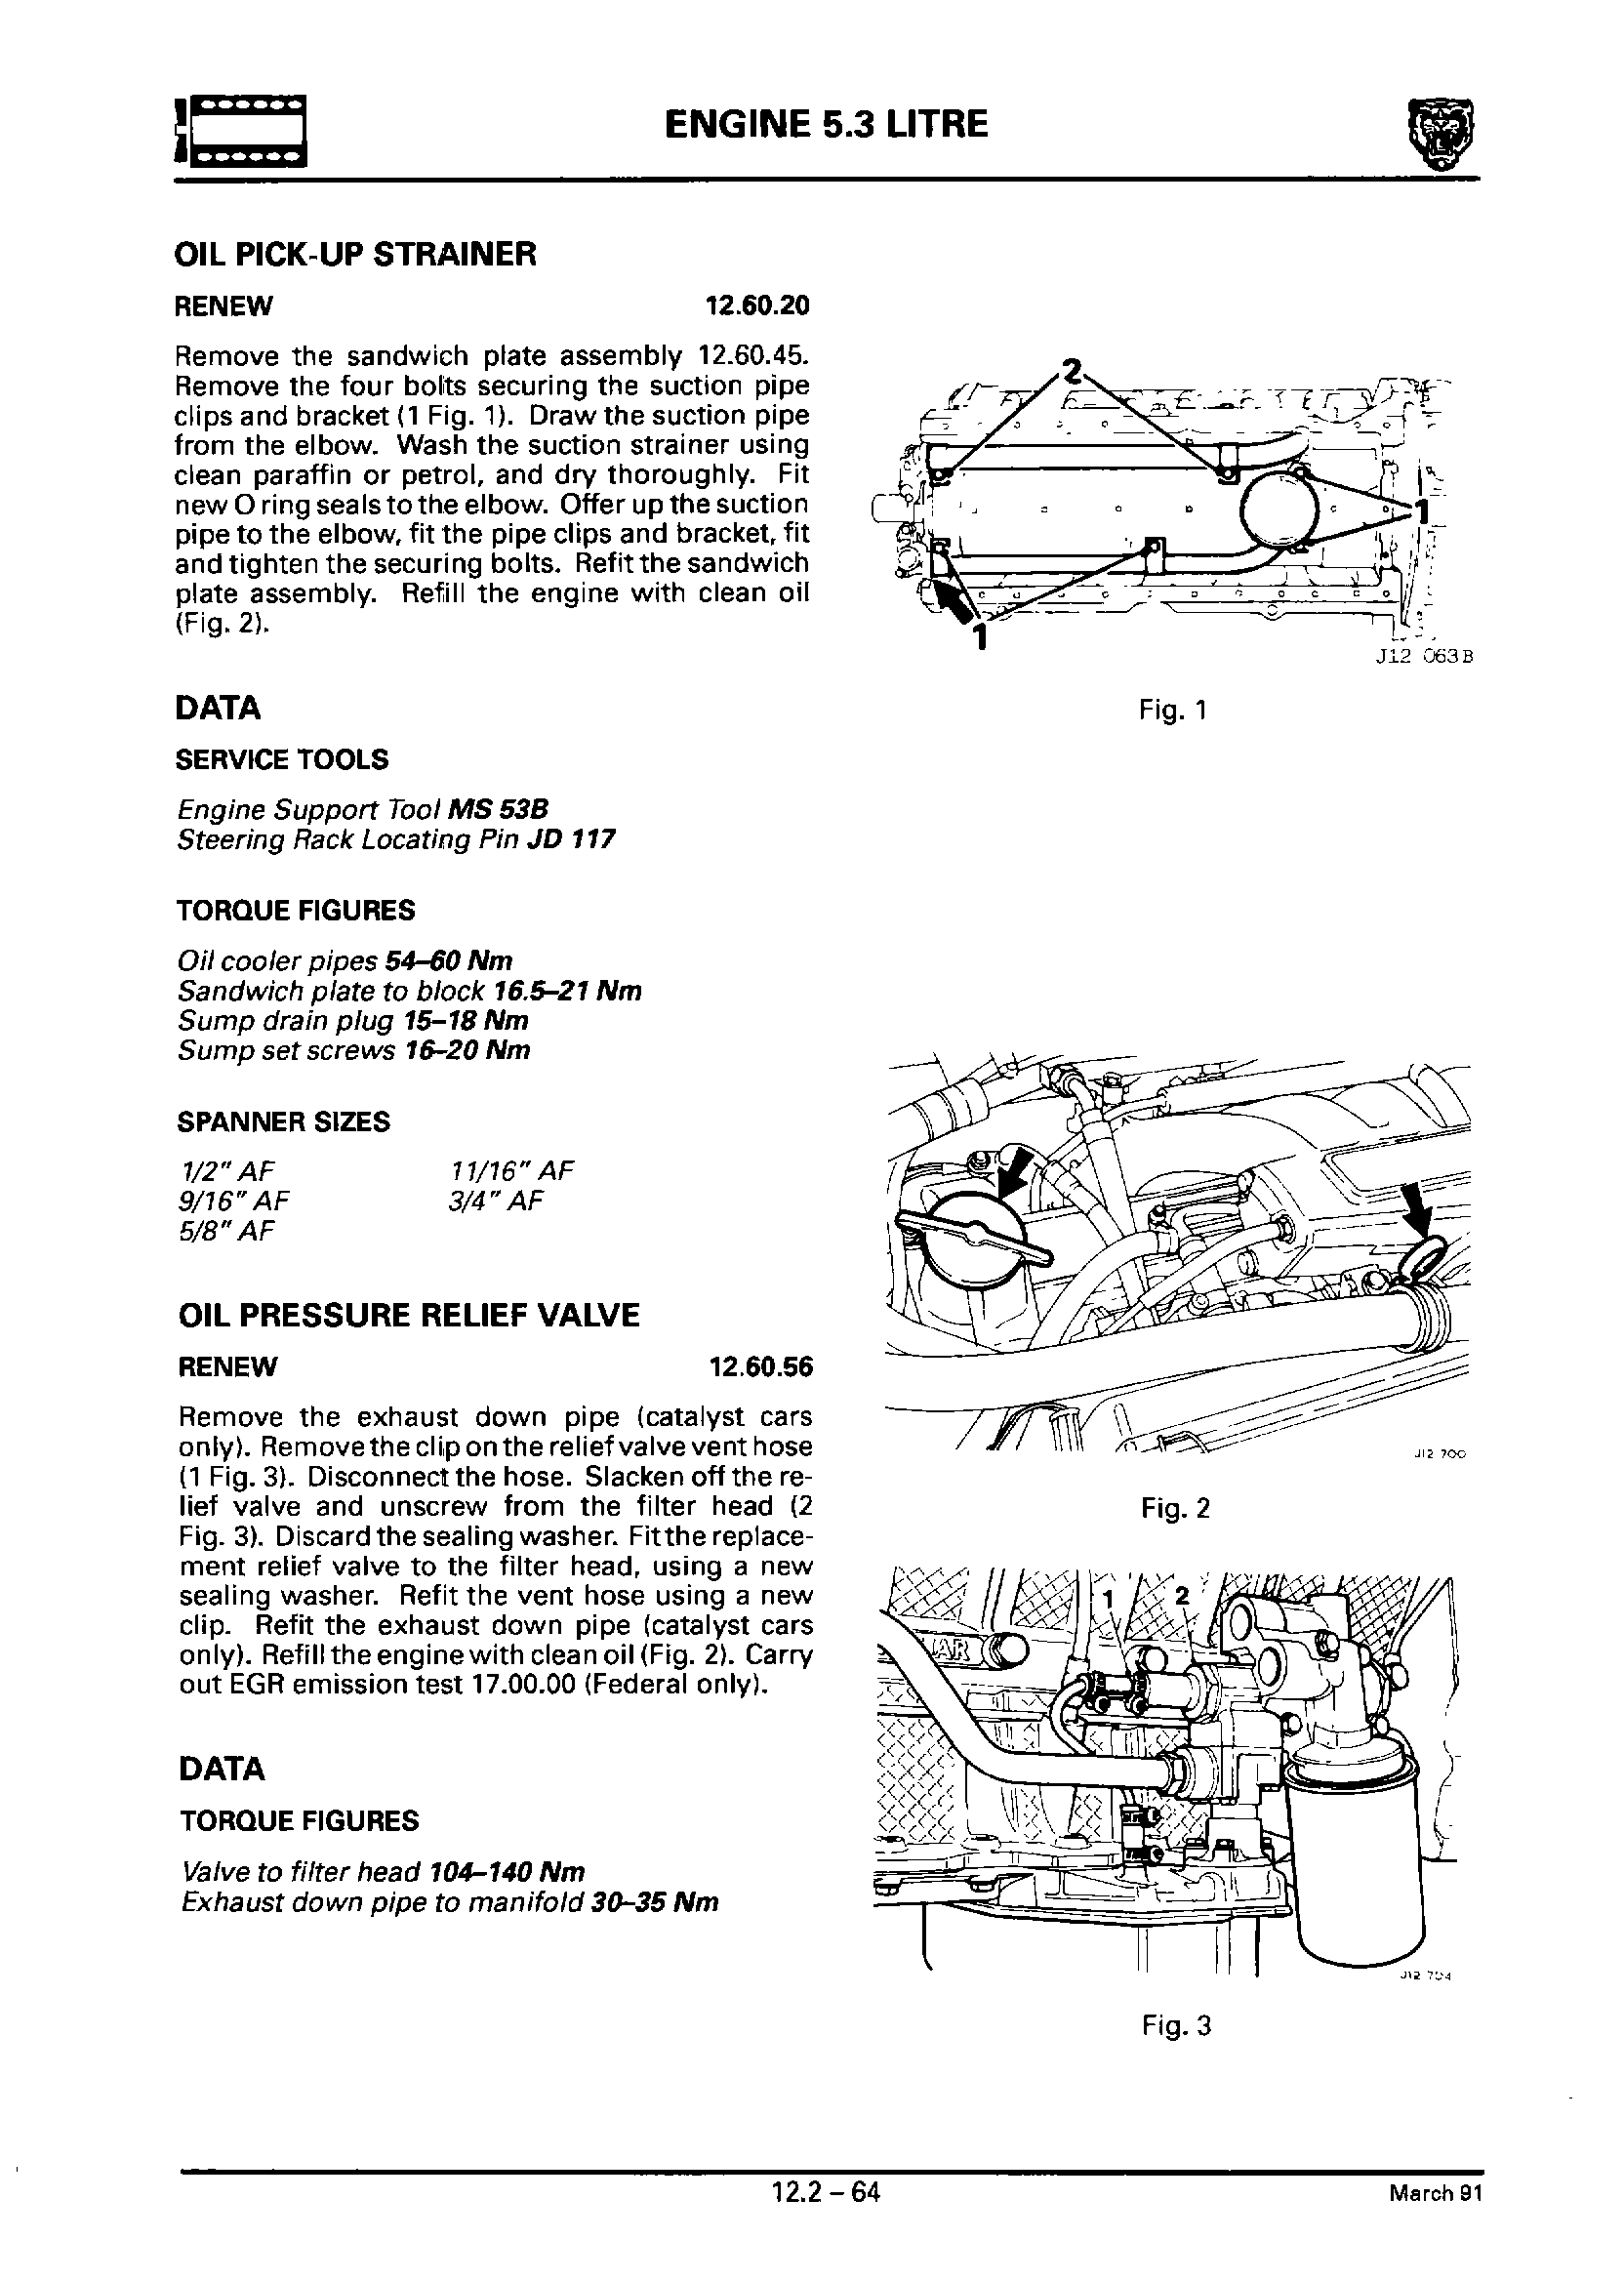 ENGINE 5.3 LITRE
OIL PICK-UP STRAINER
RENEW 12.60.20
Remove the sandwich plate assembly 12.60.45.
Remove the four bolts securing the suction pipe
clips and bracket (1 Fig. 1). Draw the suction pipe
from the elbow. Wash the suction strainer using
clean paraffin or petrol, and dry thoroughly. Fit
new O ring seals to the elbow. Offer up the suction
pipe to the elbow, fit the pipe clips and bracket, fit
and tighten the securing bolts. Refit the sandwich
plate assembly. Refill the engine with clean oil
(Fig. 2).
DATA
SERVICE TOOLS
Engine Support Tool MS 53B
Steering Rack Locating Pin JD 117
TORQUE FIGURES
Oil cooler pipes 54–60 Nm
Sandwich plate to block 16.5–21 Nm
Sump drain plug 15–18 Nm
Sump set screws 16–20 Nm
SPANNER SIZES
1/2" AF 11/16" AF
9/16" AF 3/4" AF
5/8" AF
OIL PRESSURE RELIEF VALVE
RENEW 12.60.56
Remove the exhaust down pipe (catalyst cars
only). Remove the clip on the relief valve vent hose
(1 Fig. 3). Disconnect the hose. Slacken off the re-
lief valve and unscrew from the filter head (2
Fig. 3). Discard the sealing washer. Fit the replace-
ment relief valve to the filter head, using a new
sealing washer. Refit the vent hose using a new
clip. Refit the exhaust down pipe (catalyst cars
only). Refill the engine with clean oil (Fig. 2). Carry
out EGR emission test 17.00.00 (Federal only).
DATA
TORQUE FIGURES
Valve to filter head 104–140 Nm
Exhaust down pipe to manifold 30–35 Nm
2
1
1
J12 063B
Fig. 1
J12 700
Fig. 2
1 2
UAR
J12 704
Fig. 3
12.2 – 64
March 91